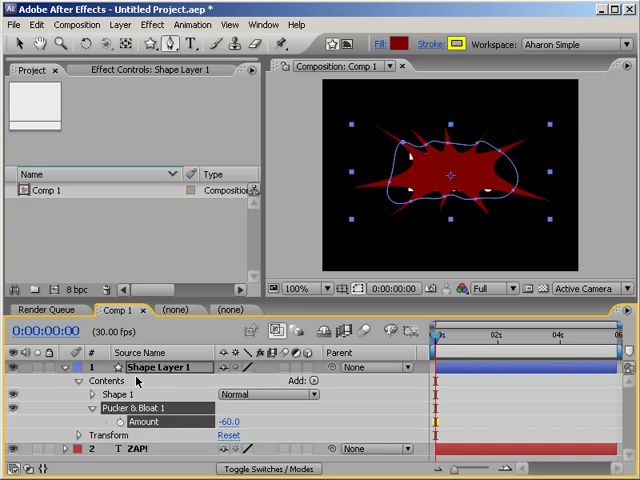 Adobe After Effects - Untitled Project.aep *
File Edit Composition Layer Effect Animation View Window Help
Fill: Stroke: Workspace: Aharon Simple
Project × Effect Controls: Shape Layer 1
Composition: Comp 1
Name Type
Comp 1 Composition
8 bpc
100% 0:00:00:00 Full Active Camera
Render Queue Comp 1 × (none) (none)
0:00:00:00 (30.00 fps)
02s 04s 06
# Source Name Parent
1 Shape Layer 1 None
Contents Add:
Shape 1 Normal
Pucker & Bloat 1
Amount -60.0
Transform Reset
2 T ZAP! None
Toggle Switches / Modes